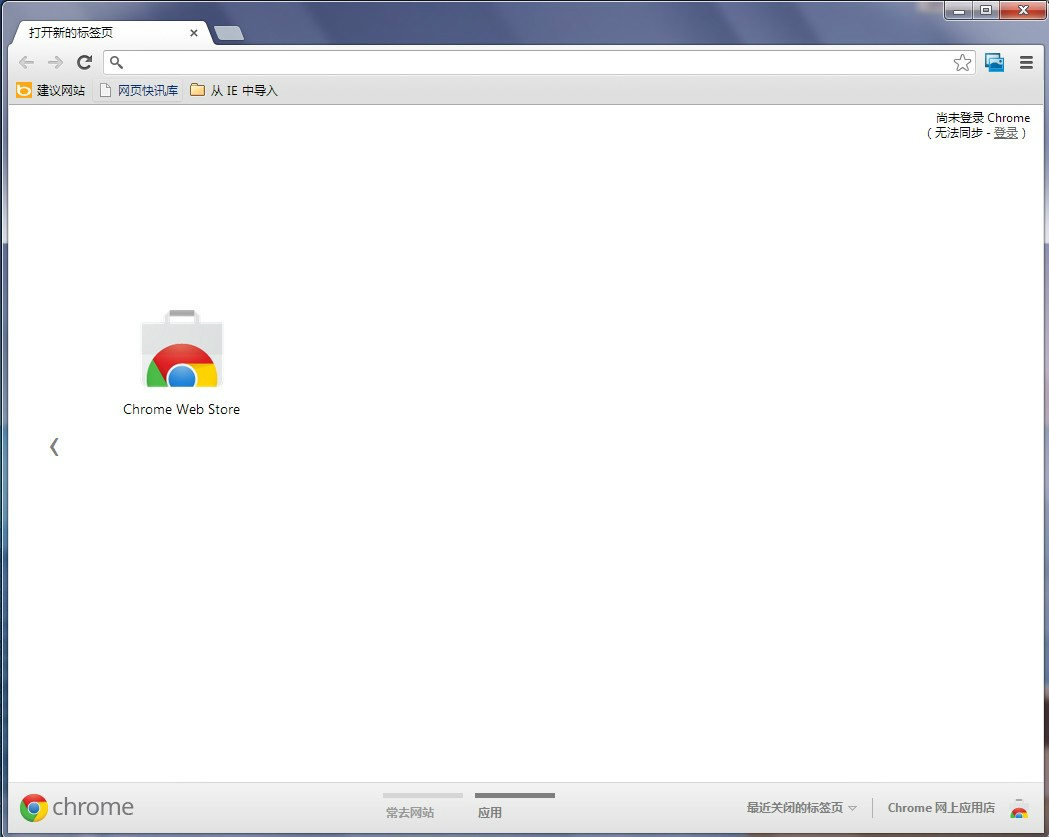 打开新的标签页
建议网站
网页快讯库
从 IE 中导入
尚未登录 Chrome
( 无法同步 - 登录 )
Chrome Web Store
chrome
常去网站
应用
最近关闭的标签页
Chrome 网上应用店